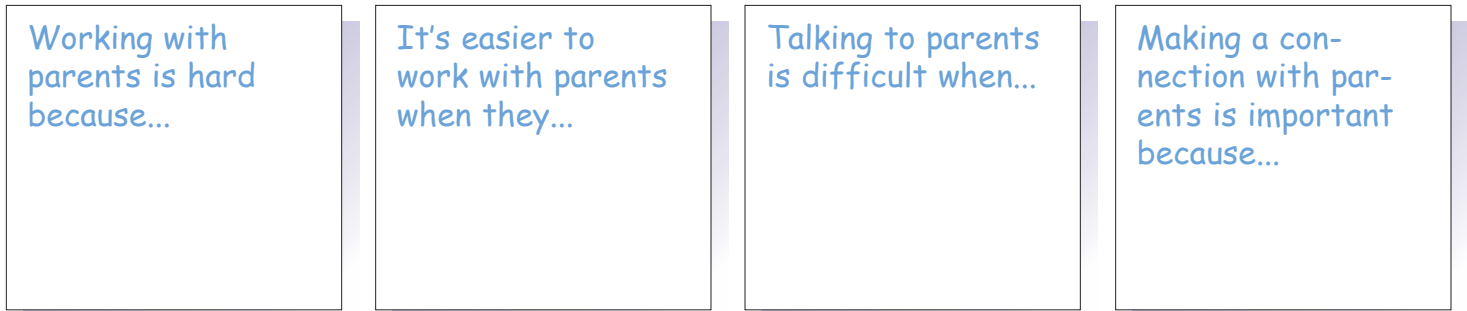 Working with
parents is hard
because...
It's easier to
work with parents
when they...
Talking to parents
is difficult when...
Making a con-
nection with par-
ents is important
because...